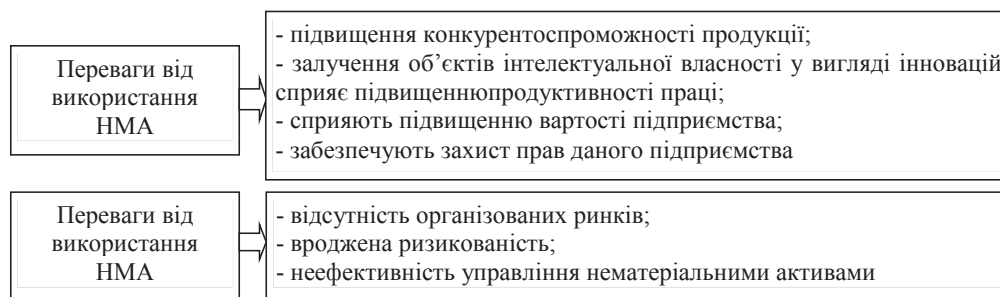 Переваги від
використання
НМА
- підвищення конкурентоспроможності продукції;
- залучення об’єктів інтелектуальної власності у вигляді інновацій
сприяє підвищеннюпродуктивності праці;
- сприяють підвищенню вартості підприємства;
- забезпечують захист прав даного підприємства
Переваги від
використання
НМА
- відсутність організованих ринків;
- вроджена ризикованість;
- неефективність управління нематеріальними активами